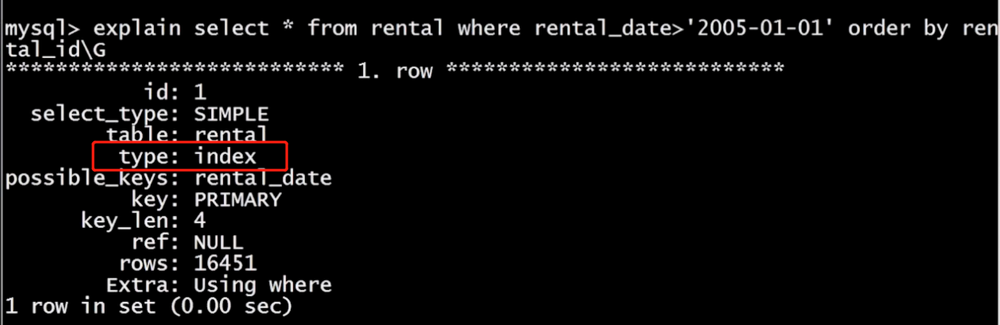 mysql> explain select * from rental where rental_date>'2005-01-01' order by ren
tal_id\G
*************************** 1. row ***************************
id: 1
select_type: SIMPLE
table: rental
type: index
possible_keys: rental_date
key: PRIMARY
key_len: 4
ref: NULL
rows: 16451
Extra: Using where
1 row in set (0.00 sec)